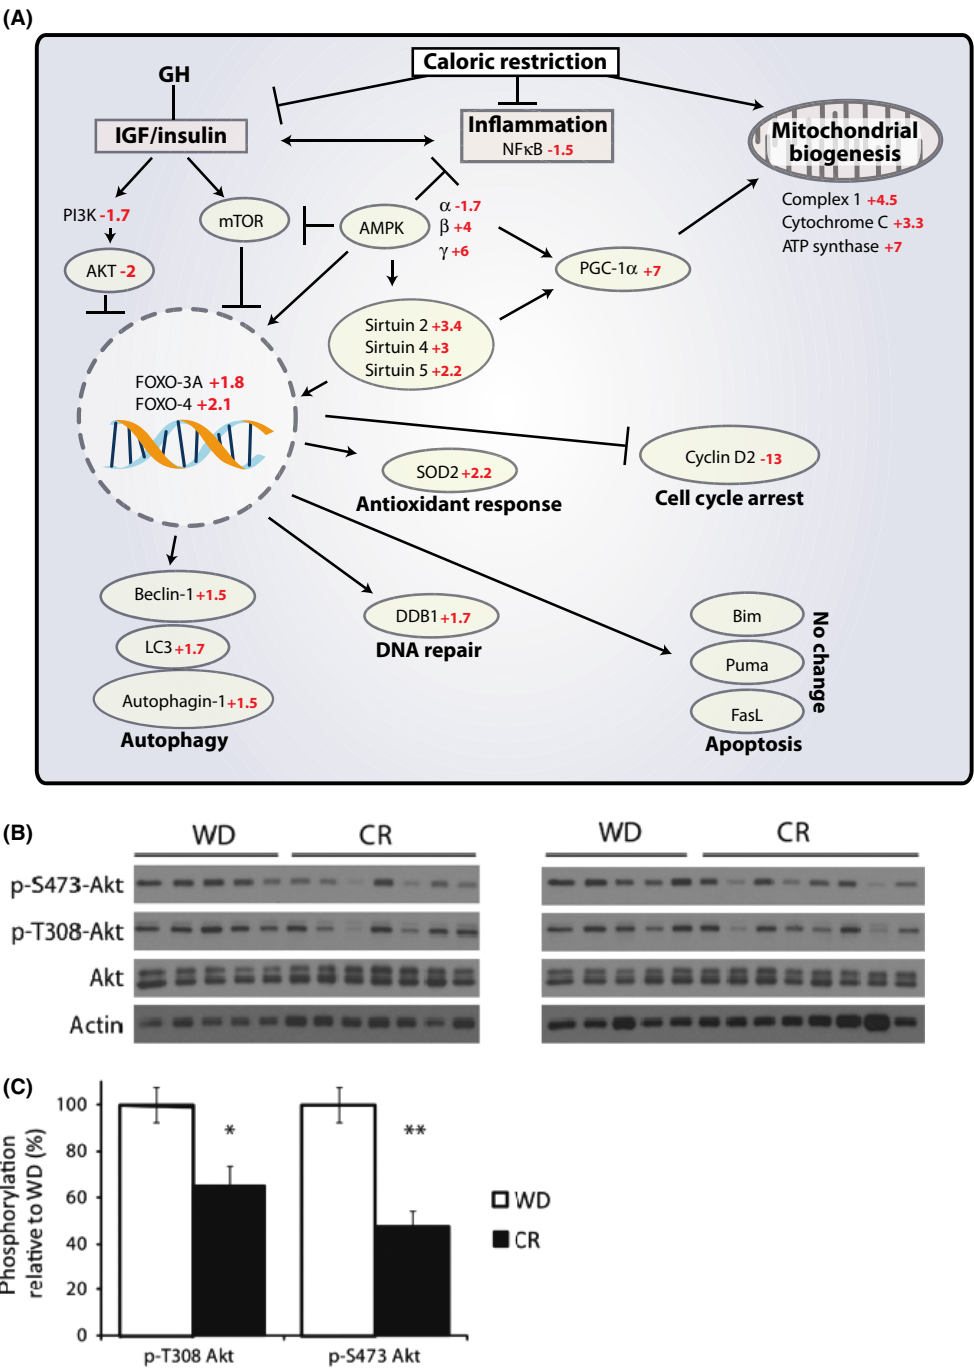 (A)
Caloric restriction
GH
IGF/insulin
Inflammation
NFκB -1.5
Mitochondrial
biogenesis
Complex 1 +4.5
Cytochrome C +3.3
ATP synthase +7
PI3K -1.7
mTOR
AMPK
α -1.7
β +4
γ +6
AKT -2
PGC-1α +7
Sirtuin 2 +3.4
Sirtuin 4 +3
Sirtuin 5 +2.2
FOXO-3A +1.8
FOXO-4 +2.1
SOD2 +2.2
Antioxidant response
Cyclin D2 -13
Cell cycle arrest
Beclin-1 +1.5
LC3 +1.7
Autophagin-1 +1.5
Autophagy
DDB1 +1.7
DNA repair
Bim
Puma
FasL
No change
Apoptosis
(B)
WD CR WD CR
p-S473-Akt
p-T308-Akt
Akt
Actin
(C)
Phosphorylation
relative to WD (%)
100
80
60
40
20
0
*
**
WD
CR
p-T308 Akt p-S473 Akt